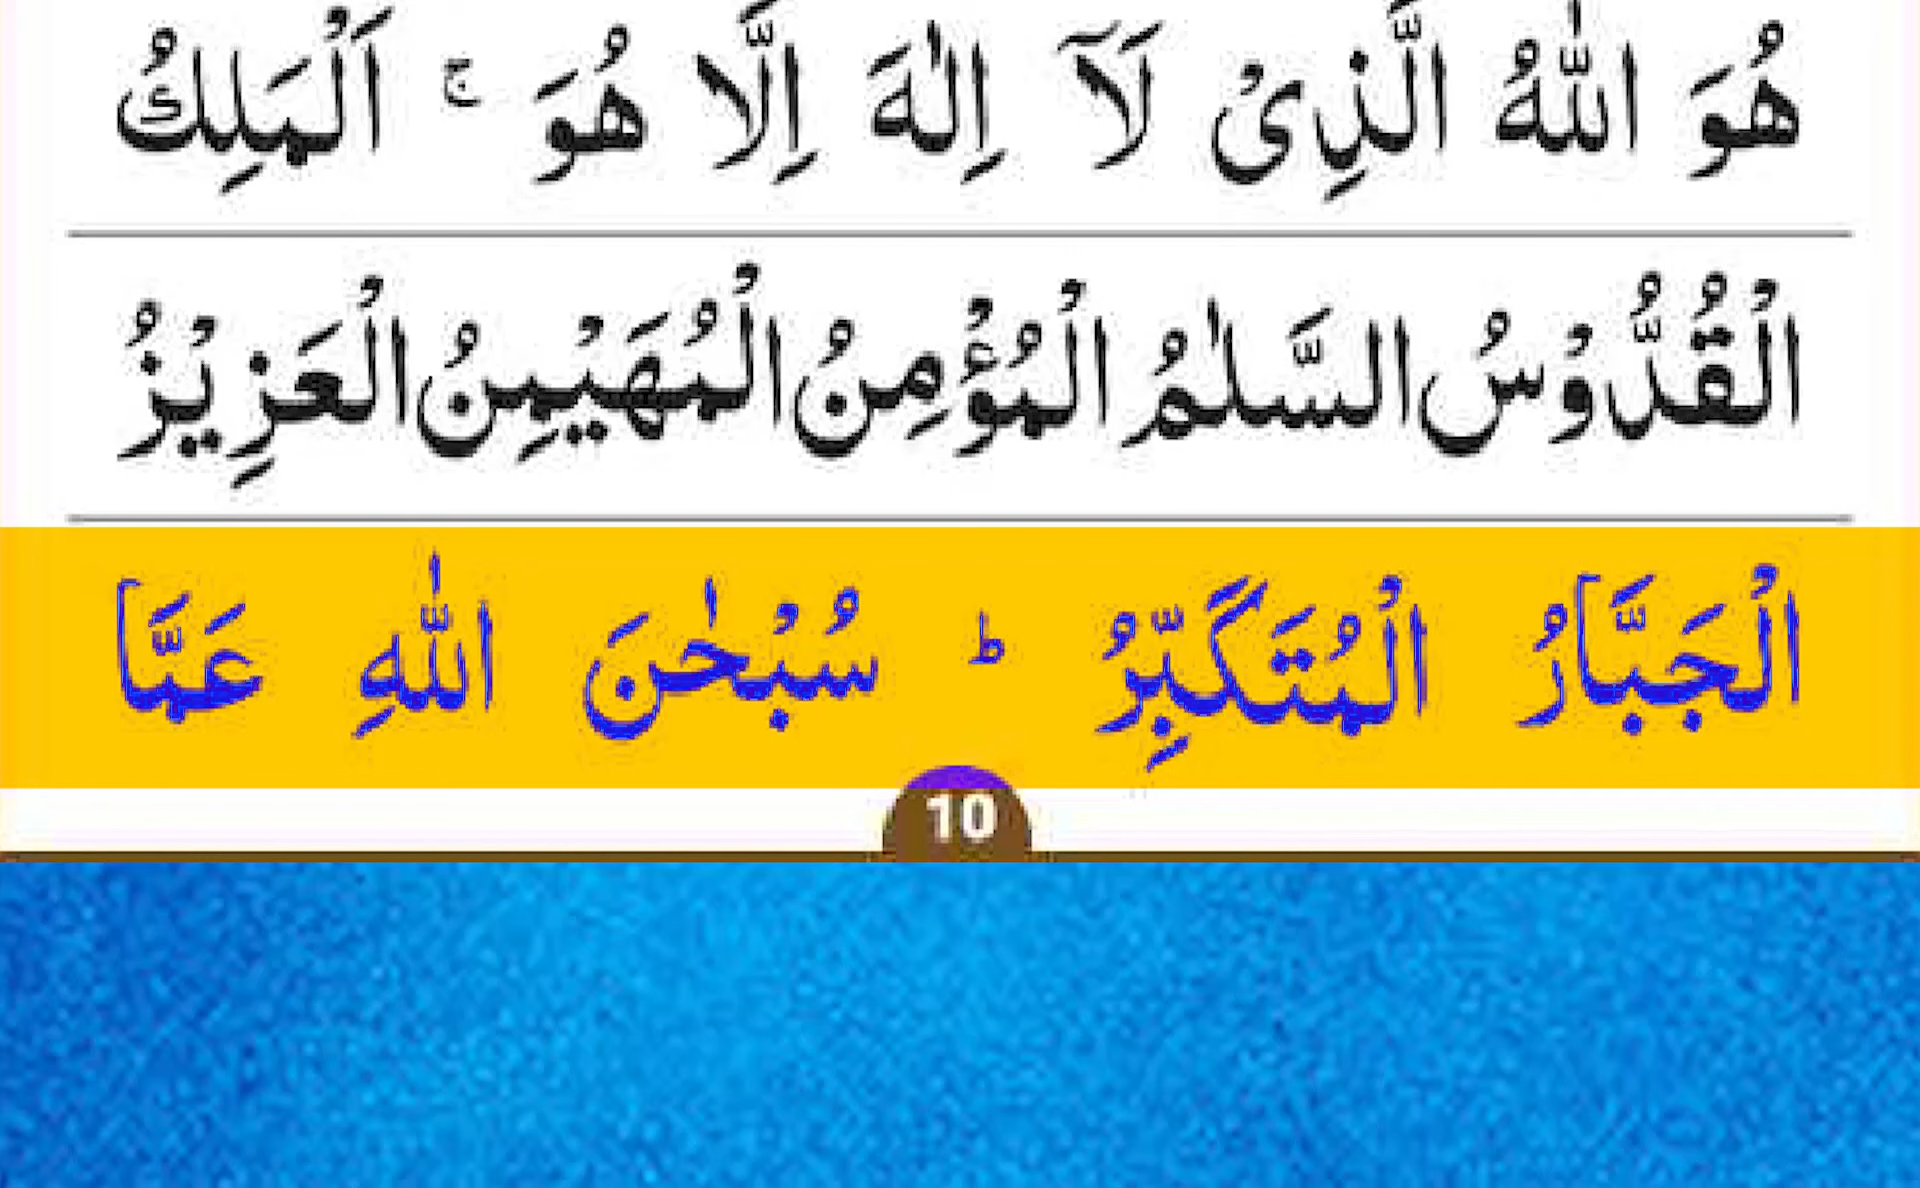 هُوَ اللّٰهُ الَّذِیْ لَآ اِلٰهَ اِلَّا هُوَ ۚ اَلْمَلِكُ
الْقُدُّوْسُ السَّلٰمُ الْمُؤْمِنُ الْمُهَیْمِنُ الْعَزِیْزُ
الْجَبَّارُ الْمُتَكَبِّرُ ؕ سُبْحٰنَ اللّٰهِ عَمَّا
10